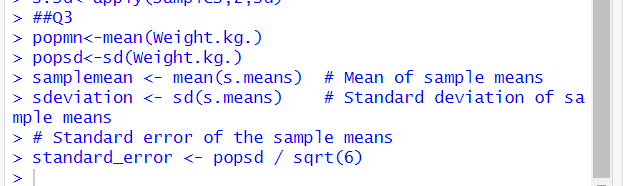 > s.sd<-apply(samples,2,sd)
> ##Q3
> popmn<-mean(Weight.kg.)
> popsd<-sd(Weight.kg.)
> samplemean <- mean(s.means)  # Mean of sample means
> sdeviation <- sd(s.means)    # Standard deviation of sa
mple means
> # Standard error of the sample means
> standard_error <- popsd / sqrt(6)
>